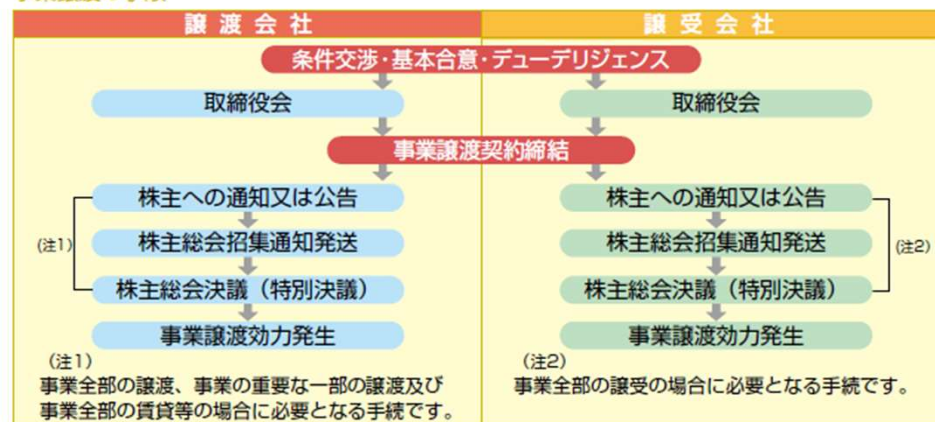 譲渡会社
譲受会社
条件交渉・基本合意・デューデリジェンス
取締役会
取締役会
事業譲渡契約締結
株主への通知又は公告
株主への通知又は公告
(注1)
株主総会招集通知発送
株主総会招集通知発送
(注2)
株主総会決議（特別決議）
株主総会決議（特別決議）
事業譲渡効力発生
事業譲渡効力発生
（注1）
事業全部の譲渡、事業の重要な一部の譲渡及び
事業全部の賃貸等の場合に必要となる手続です。
（注2）
事業全部の譲受の場合に必要となる手続です。